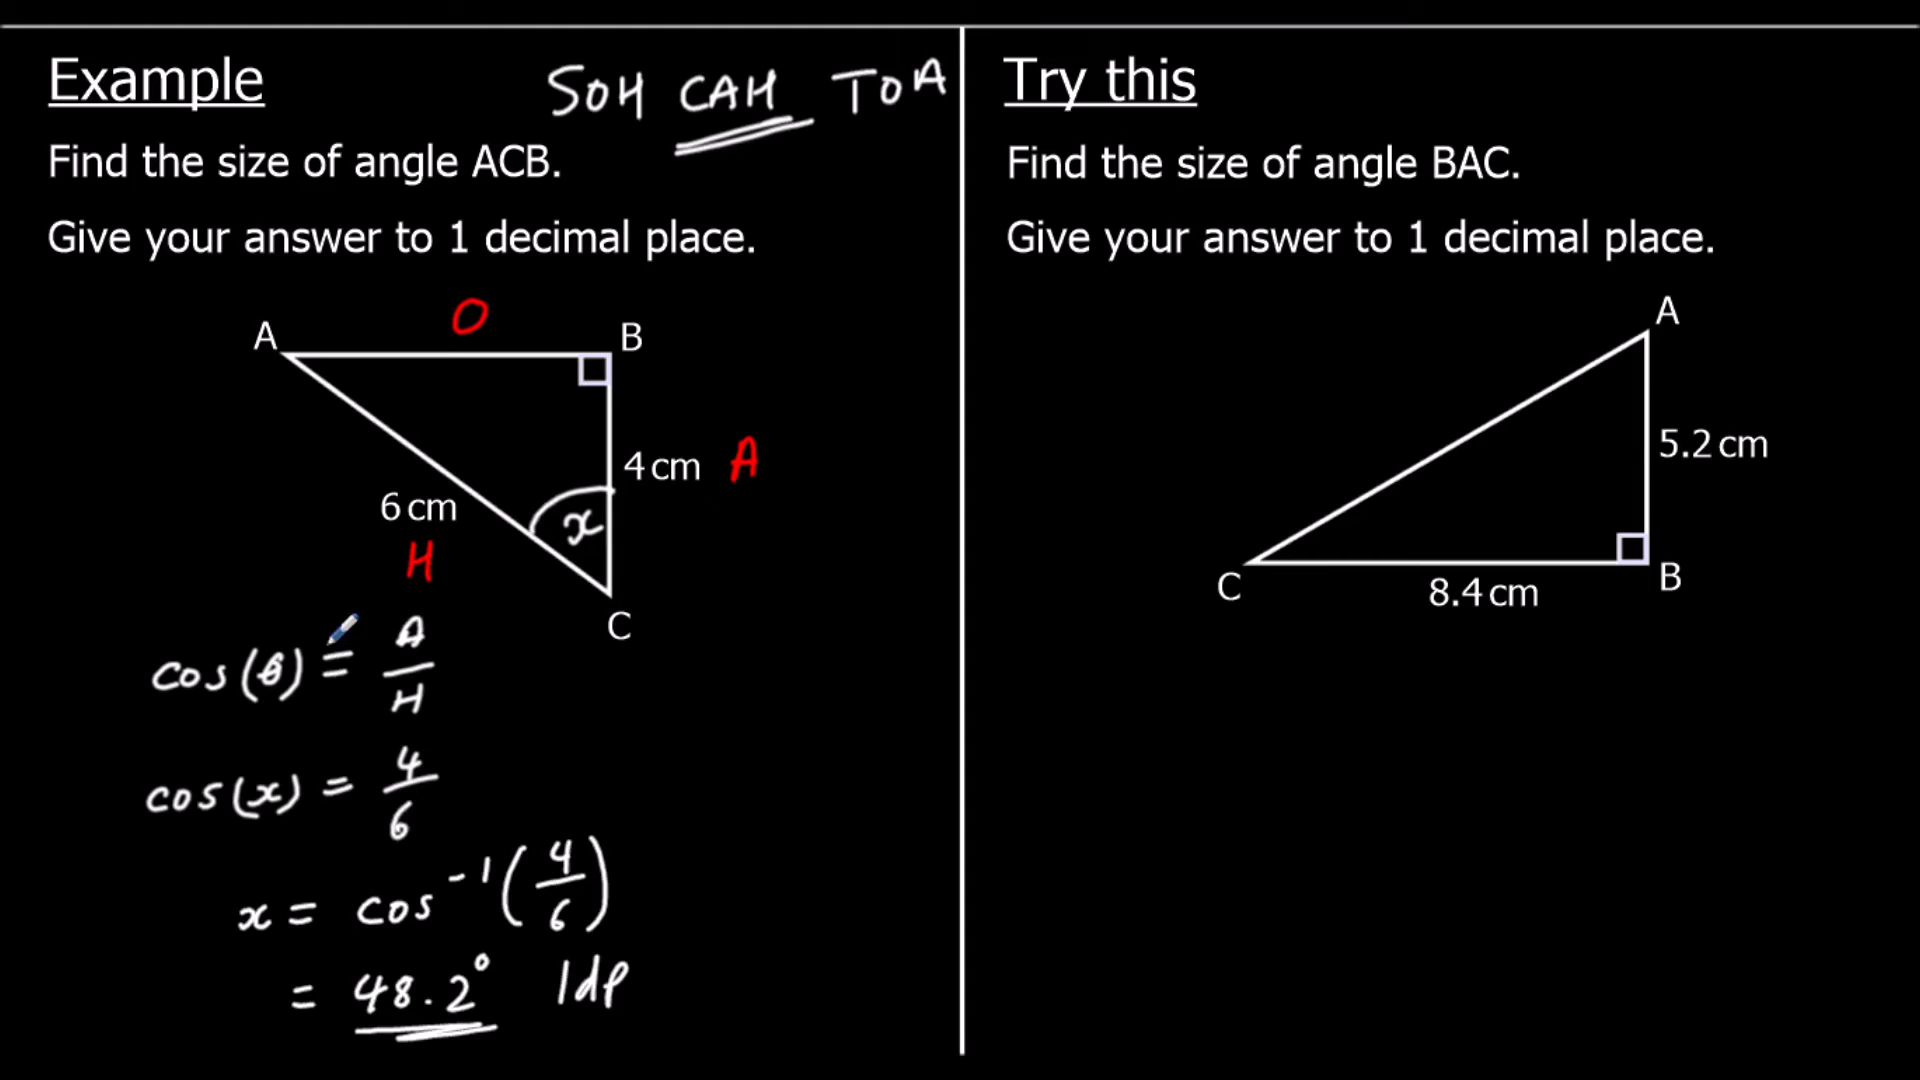 Example
SOH CAH TOA
Find the size of angle ACB.
Give your answer to 1 decimal place.
O
A
B
4 cm A
6 cm
x
H
C
cos(θ) = A/H
cos(x) = 4/6
x = cos⁻¹(4/6)
= 48.2° 1dp
Try this
Find the size of angle BAC.
Give your answer to 1 decimal place.
A
5.2 cm
C
B
8.4 cm